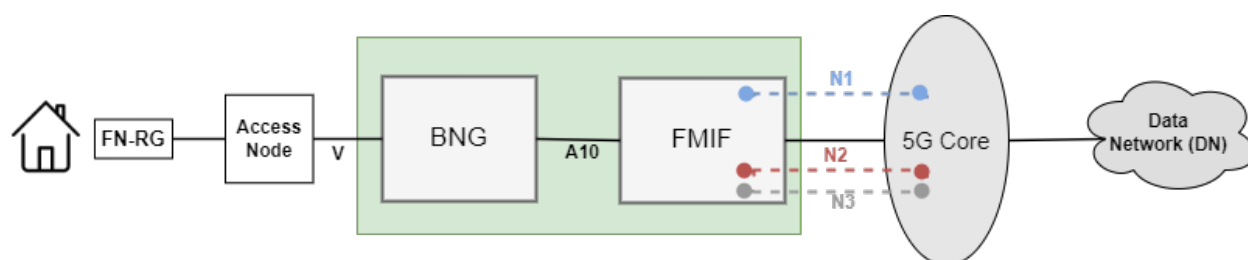 FN-RG
Access
Node
V
BNG
A10
FMIF
N1
N2
N3
5G Core
Data
Network (DN)